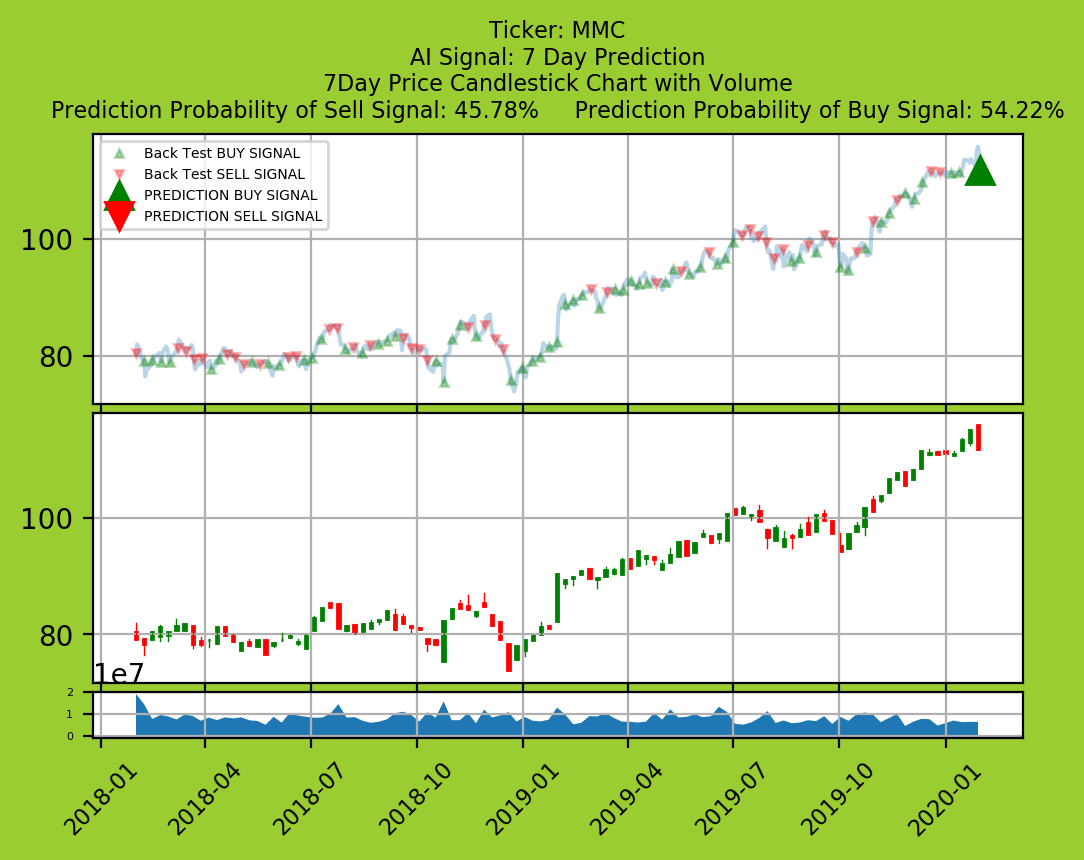 Ticker: MMC
AI Signal: 7 Day Prediction
7Day Price Candlestick Chart with Volume
Prediction Probability of Sell Signal: 45.78%     Prediction Probability of Buy Signal: 54.22%
Back Test BUY SIGNAL
Back Test SELL SIGNAL
PREDICTION BUY SIGNAL
PREDICTION SELL SIGNAL
100
80
100
80
1e7
2
1
0
2018-01 2018-04 2018-07 2018-10 2019-01 2019-04 2019-07 2019-10 2020-01